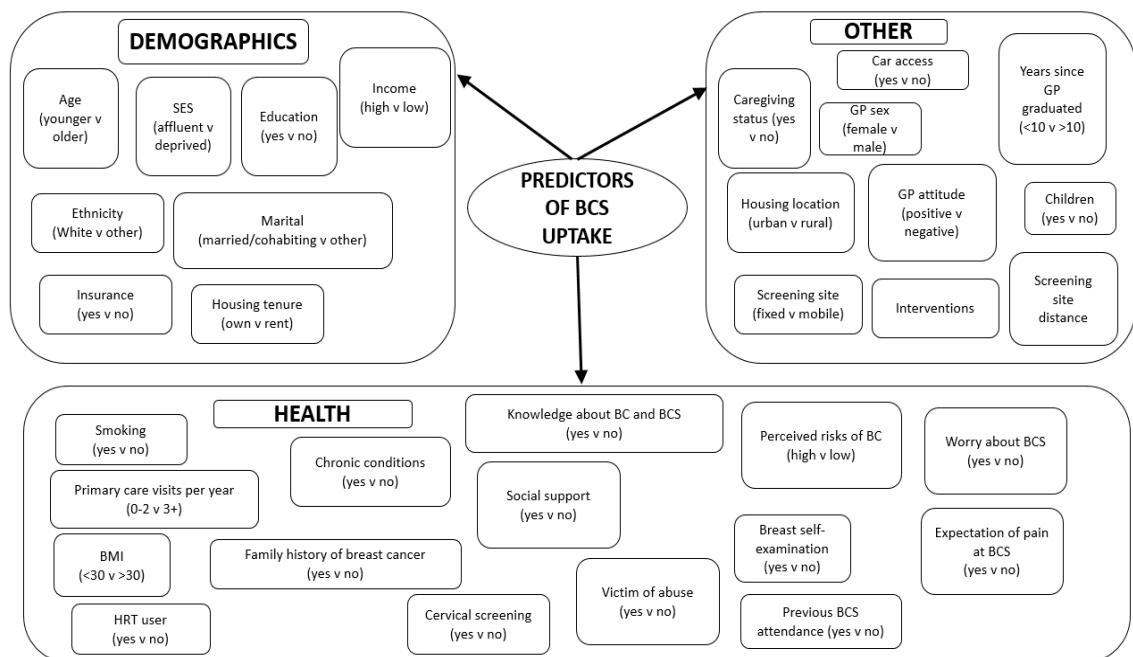 DEMOGRAPHICS
Age
(younger v
older)
SES
(affluent v
deprived)
Education
(yes v no)
Income
(high v low)
Ethnicity
(White v other)
Marital
(married/cohabiting v other)
Insurance
(yes v no)
Housing tenure
(own v rent)
PREDICTORS
OF BCS
UPTAKE
OTHER
Caregiving
status (yes
v no)
Car access
(yes v no)
GP sex
(female v
male)
Years since
GP
graduated
(<10 v >10)
Housing location
(urban v rural)
GP attitude
(positive v
negative)
Children
(yes v no)
Screening site
(fixed v mobile)
Interventions
Screening
site
distance
HEALTH
Smoking
(yes v no)
Primary care visits per year
(0-2 v 3+)
BMI
(<30 v >30)
HRT user
(yes v no)
Chronic conditions
(yes v no)
Family history of breast cancer
(yes v no)
Knowledge about BC and BCS
(yes v no)
Social support
(yes v no)
Cervical screening
(yes v no)
Victim of abuse
(yes v no)
Perceived risks of BC
(high v low)
Breast self-
examination
(yes v no)
Previous BCS
attendance (yes v no)
Worry about BCS
(yes v no)
Expectation of pain
at BCS
(yes v no)